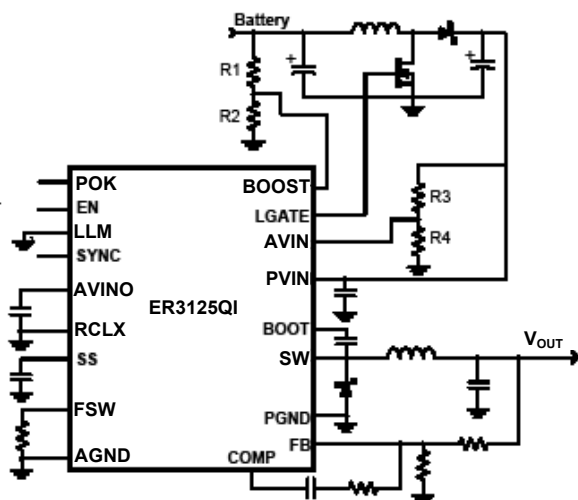 Battery
R1
R2
R3
R4
POK
EN
LLM
SYNC
AVINO
RCLX
SS
FSW
AGND
ER3125QI
BOOST
LGATE
AVIN
PVIN
BOOT
SW
PGND
FB
COMP
VOUT
+
+